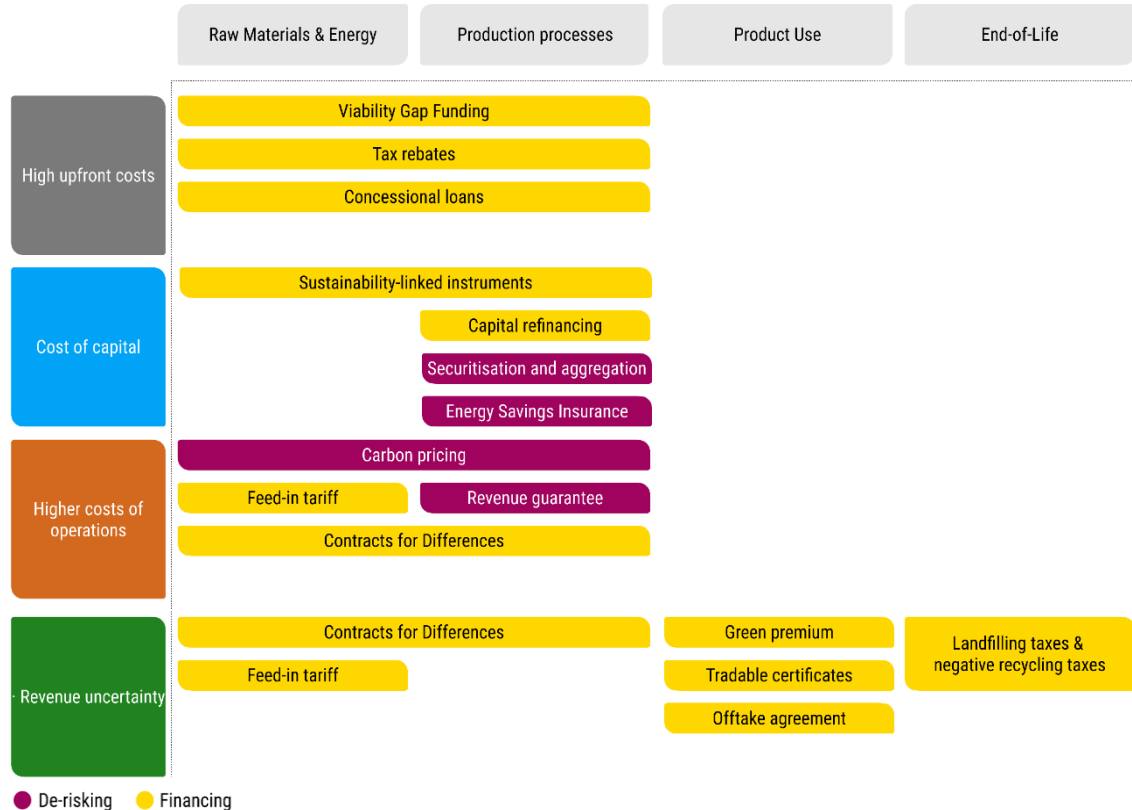 Raw Materials & Energy
Production processes
Product Use
End-of-Life
High upfront costs
Viability Gap Funding
Tax rebates
Concessional loans
Cost of capital
Sustainability-linked instruments
Capital refinancing
Securitisation and aggregation
Energy Savings Insurance
Higher costs of
operations
Carbon pricing
Feed-in tariff
Revenue guarantee
Contracts for Differences
· Revenue uncertainty
Contracts for Differences
Green premium
Landfilling taxes &
negative recycling taxes
Feed-in tariff
Tradable certificates
Offtake agreement
De-risking
Financing